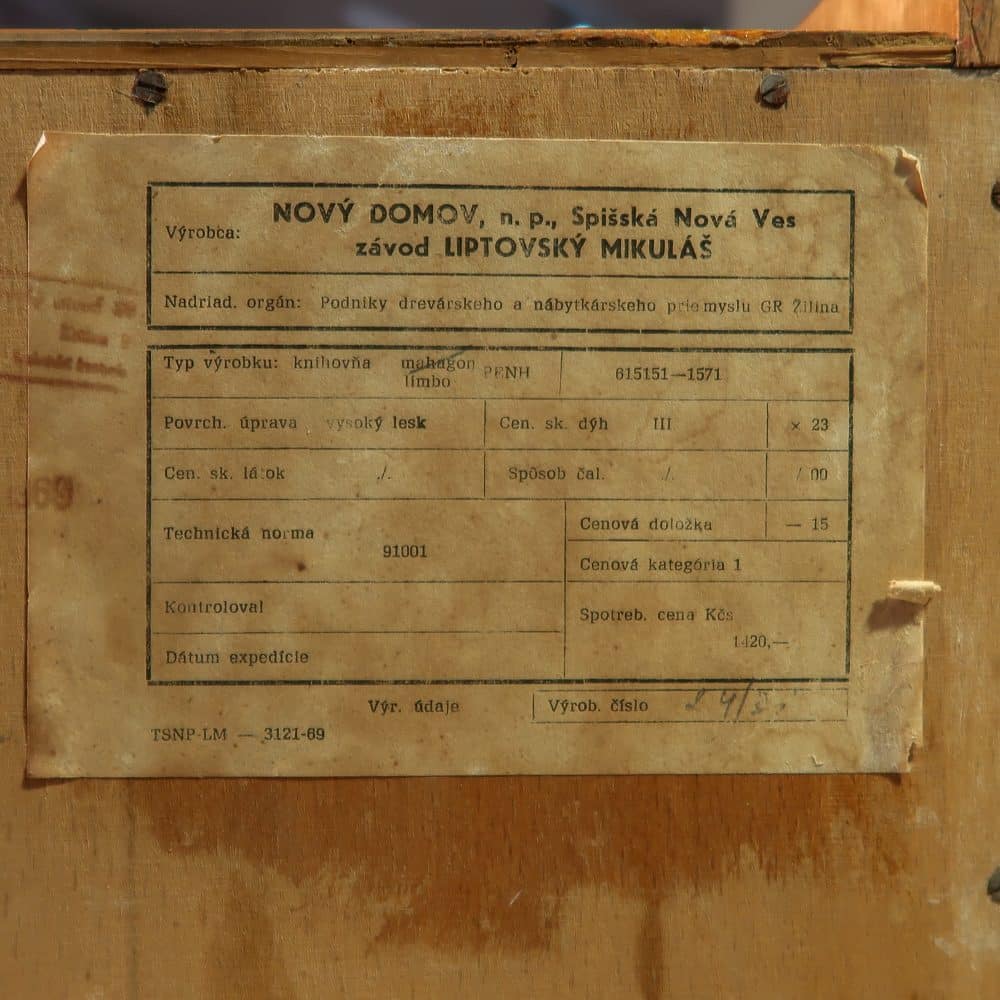 Výrobca: NOVÝ DOMOV, n. p., Spišská Nová Ves
závod LIPTOVSKÝ MIKULÁŠ
Nadriad. orgán: Podniky drevárskeho a nábytkárskeho priemyslu GR Žilina
Typ výrobku: knihovňa mahagon PENH 615151—1571
limbo
Povrch. úprava vysoký lesk Cen. sk. dýh III × 23
Cen. sk. látok ./. Spôsob čal. ./. / 00
Technická norma
91001
Cenová doložka — 15
Cenová kategória 1
Kontroloval
Spotreb. cena Kčs
1420,—
Dátum expedície
Výr. údaje Výrob. číslo
TSNP-LM — 3121-69
69